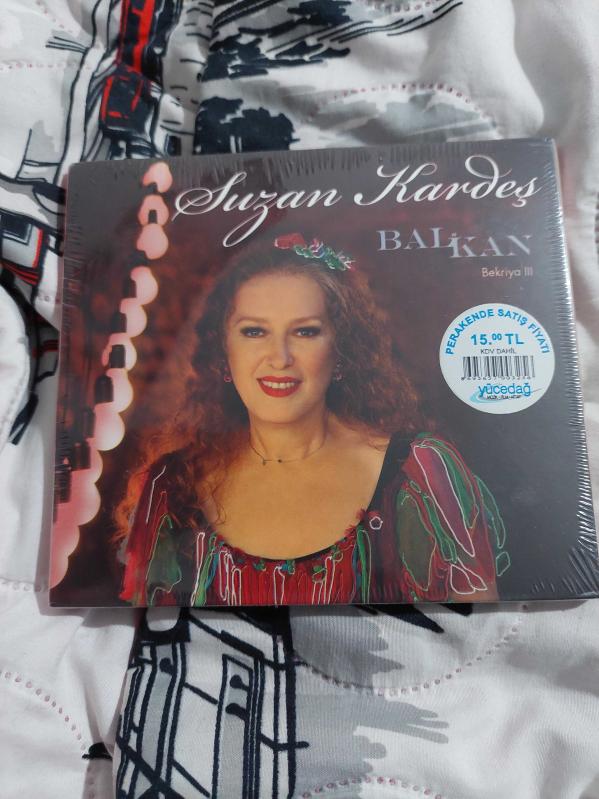 Suzan Kardeş
BALKAN
Bekriya III
PERAKENDE SATIŞ FİYATI
15.00 TL
KDV DAHİL
yücedağ